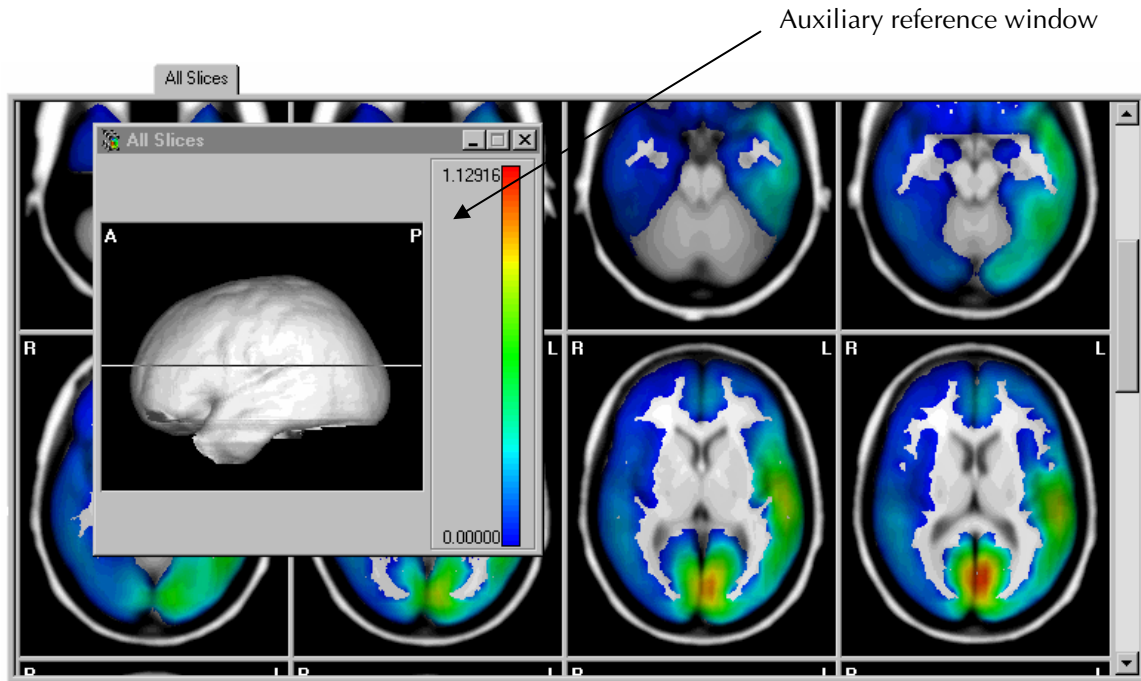 Auxiliary reference window
All Slices
All Slices
1.12916
A P
0.00000
R L R L R L
R L R L R L